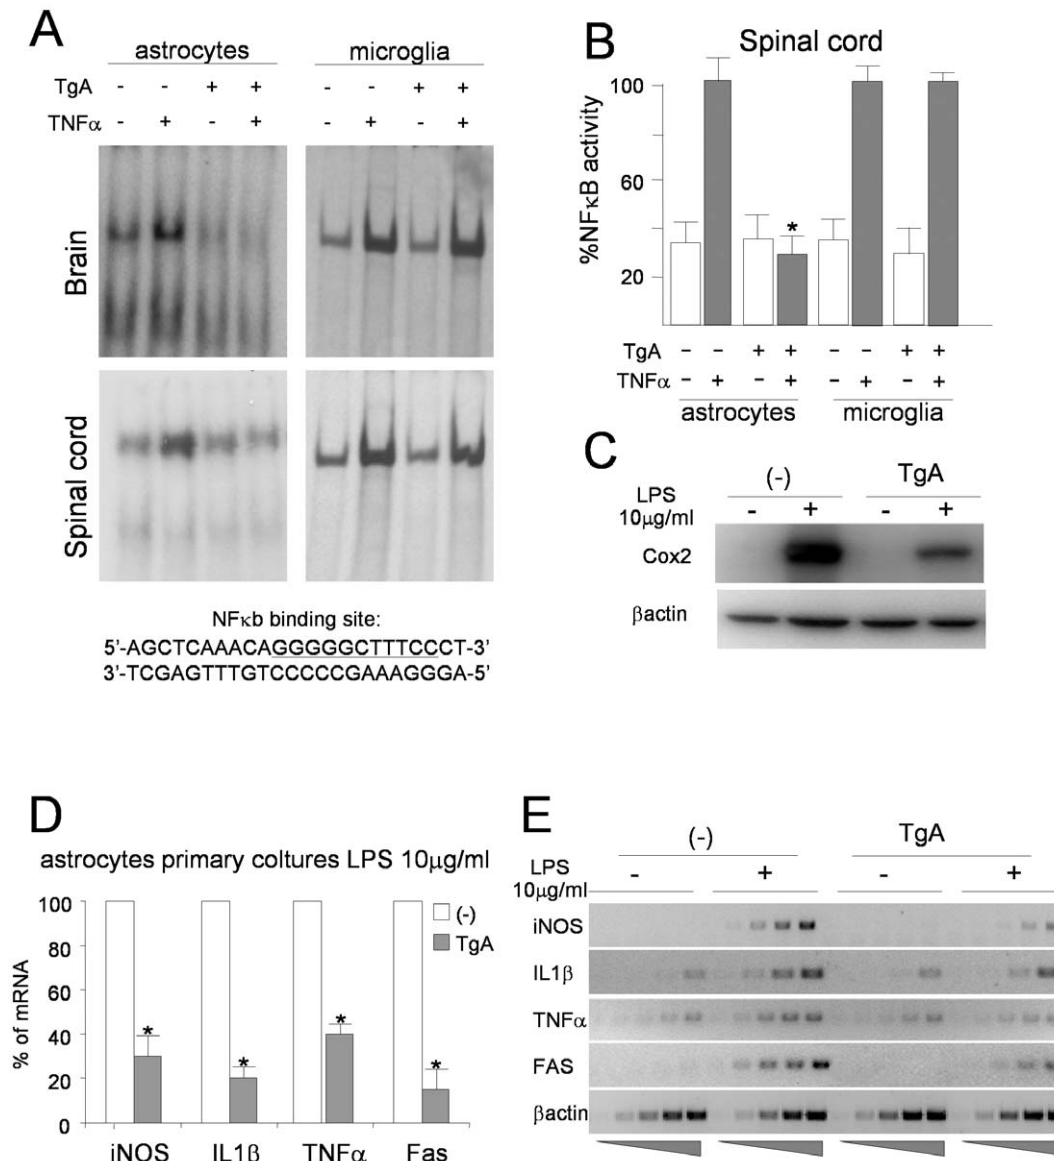 A
astrocytes microglia
TgA - - + + - - + +
TNFα - + - + - + - +
Brain
Spinal cord
NFκb binding site:
5'-AGCTCAAACAGGGGGCTTTCCCT-3'
3'-TCGAGTTTGTCCCCCGAAAGGGA-5'
B
Spinal cord
%NFκB activity
100
60
20
TgA - - + + - - + +
TNFα - + - + - + - +
astrocytes microglia
*
C
(-) TgA
LPS
10μg/ml
- + - +
Cox2
βactin
D
astrocytes primary coltures LPS 10μg/ml
% of mRNA
100
80
60
40
20
0
(-)
TgA
* * * *
iNOS IL1β TNFα Fas
E
(-) TgA
LPS
10μg/ml
- + - +
iNOS
IL1β
TNFα
FAS
βactin